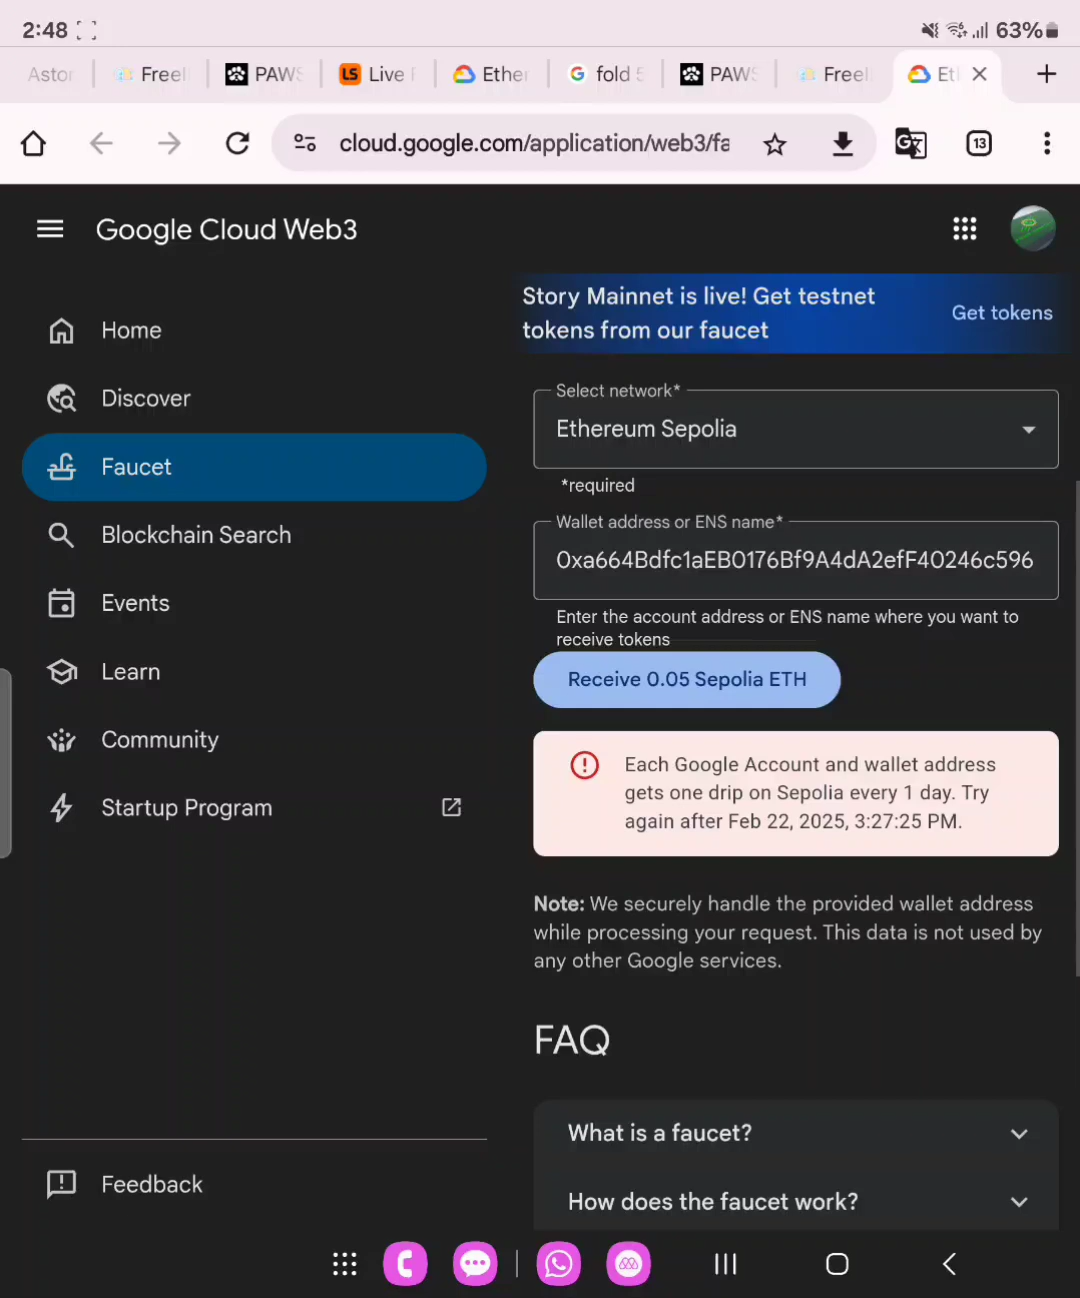 2:48
63%
Astor
Freel
PAWS
LS Live
Ether
G fold
PAWS
Freel
Et
cloud.google.com/application/web3/fa
13
Google Cloud Web3
Story Mainnet is live! Get testnet
tokens from our faucet
Get tokens
Home
Discover
Faucet
Blockchain Search
Events
Learn
Community
Startup Program
Feedback
Select network*
Ethereum Sepolia
*required
Wallet address or ENS name*
0xa664Bdfc1aEB0176Bf9A4dA2efF40246c596
Enter the account address or ENS name where you want to
receive tokens
Receive 0.05 Sepolia ETH
Each Google Account and wallet address
gets one drip on Sepolia every 1 day. Try
again after Feb 22, 2025, 3:27:25 PM.
Note: We securely handle the provided wallet address
while processing your request. This data is not used by
any other Google services.
FAQ
What is a faucet?
How does the faucet work?